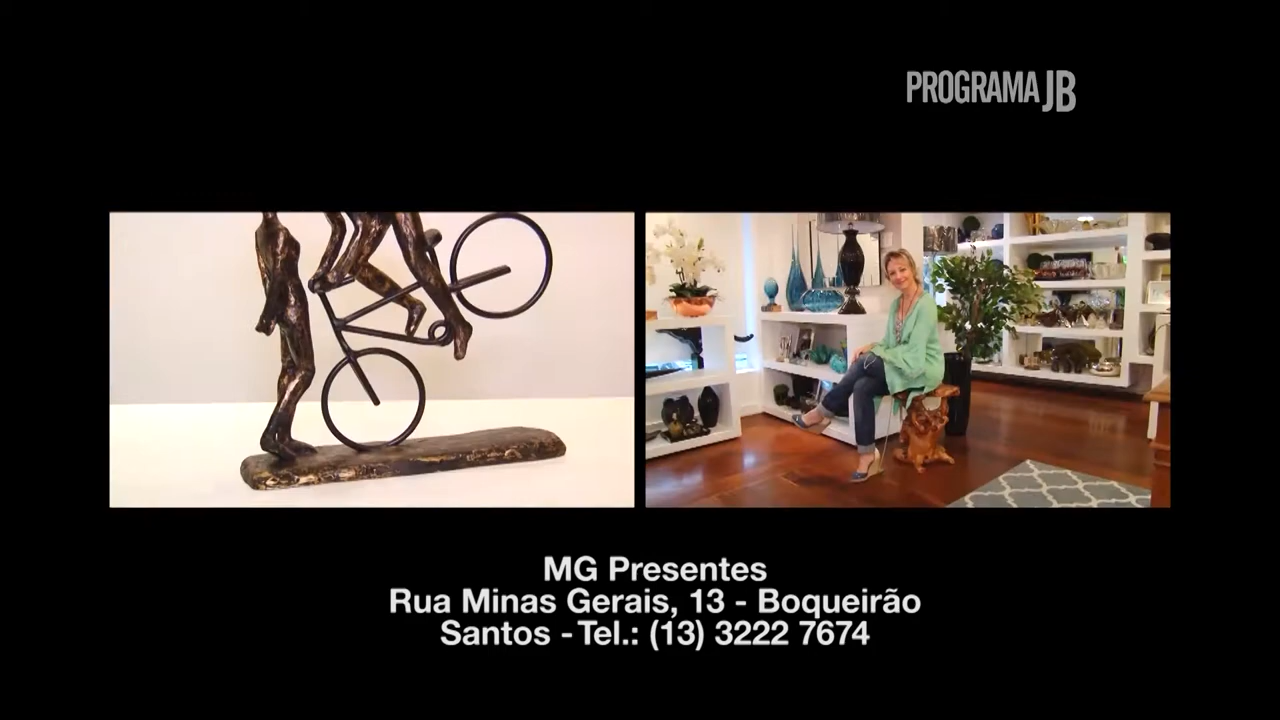 PROGRAMA JB
MG Presentes
Rua Minas Gerais, 13 - Boqueirão
Santos - Tel.: (13) 3222 7674